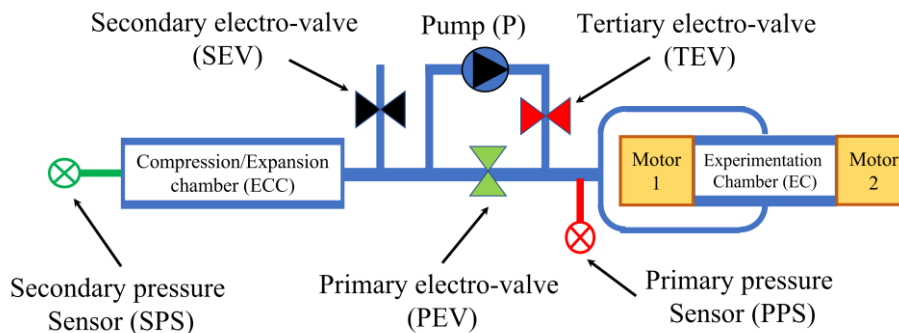 Secondary electro-valve
(SEV)
Pump (P)
Tertiary electro-valve
(TEV)
Compression/Expansion
chamber (ECC)
Motor
1
Experimentation
Chamber (EC)
Motor
2
Secondary pressure
Sensor (SPS)
Primary electro-valve
(PEV)
Primary pressure
Sensor (PPS)